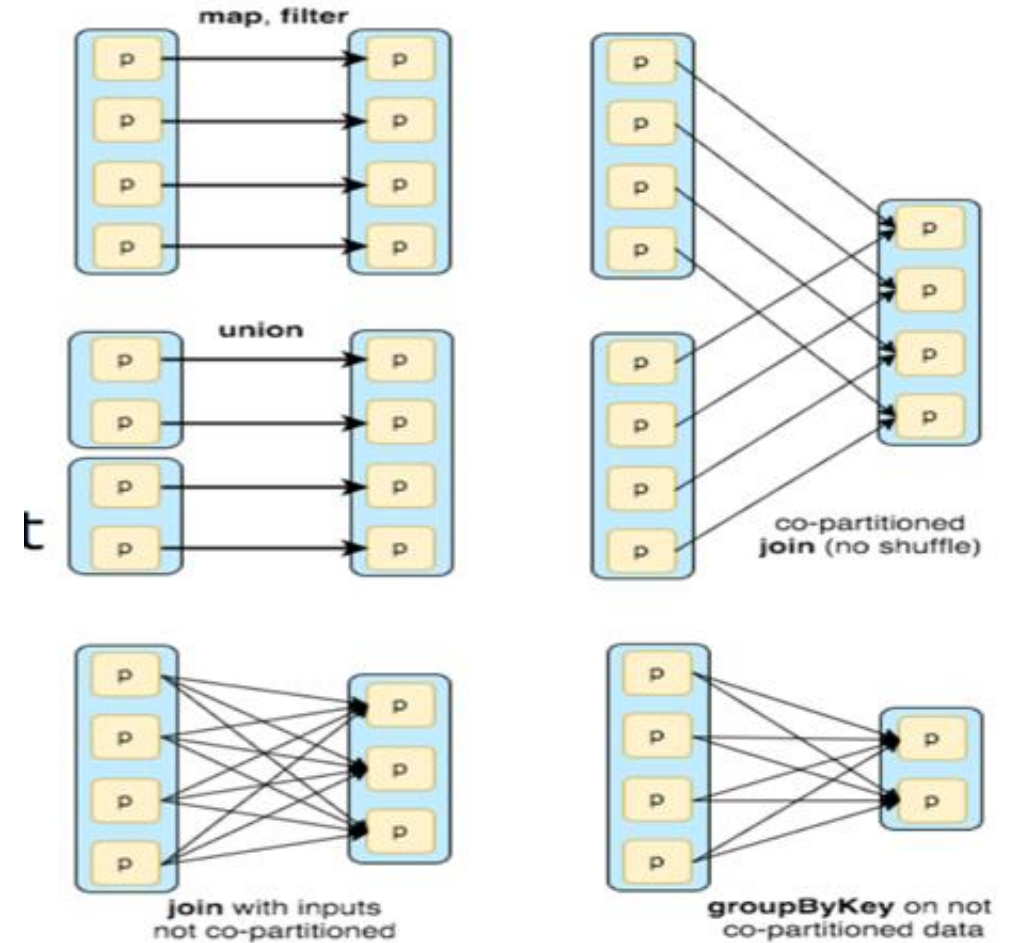 map, filter
p
p
p
p
p
p
p
p
union
p
p
p
p
p
p
p
p
t
p
p
p
p
p
p
p
p
p
p
p
p
co-partitioned
join (no shuffle)
p
p
p
p
p
p
p
join with inputs
not co-partitioned
p
p
p
p
p
p
groupByKey on not
co-partitioned data